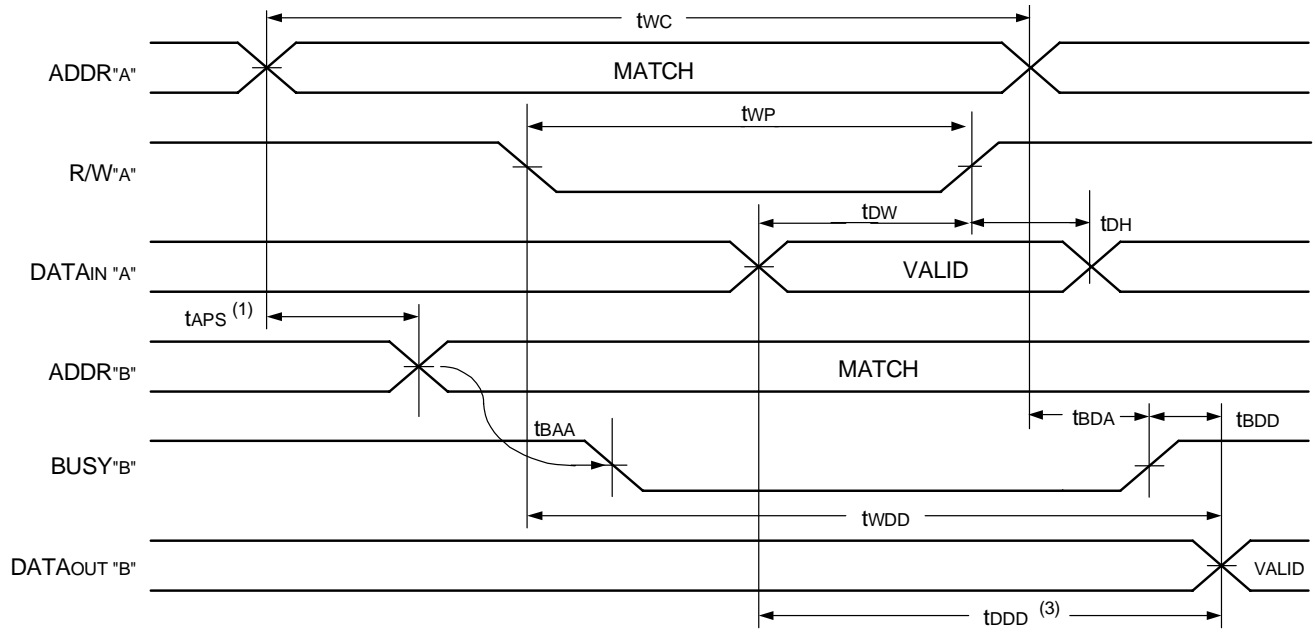 tWC
ADDR"A"
MATCH
tWP
R/W"A"
tDW
tDH
DATAIN "A"
VALID
tAPS (1)
ADDR"B"
MATCH
tBAA
tBDA
tBDD
BUSY"B"
tWDD
DATAOUT "B"
VALID
tDDD (3)